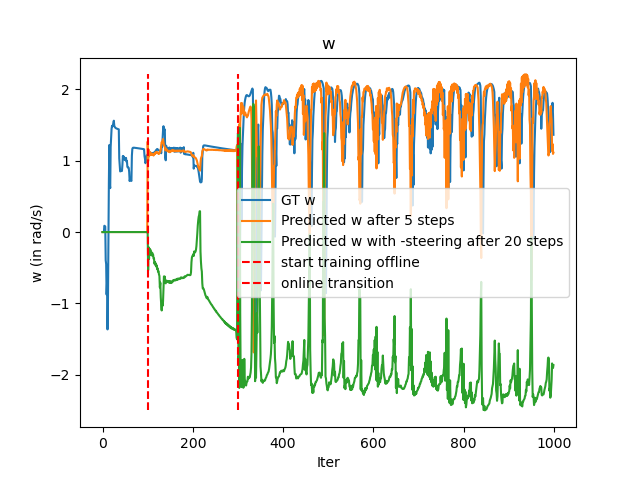 w
w (in rad/s)
2
1
0
−1
−2
GT w
Predicted w after 5 steps
Predicted w with -steering after 20 steps
start training offline
online transition
0
200
400
600
800
1000
Iter